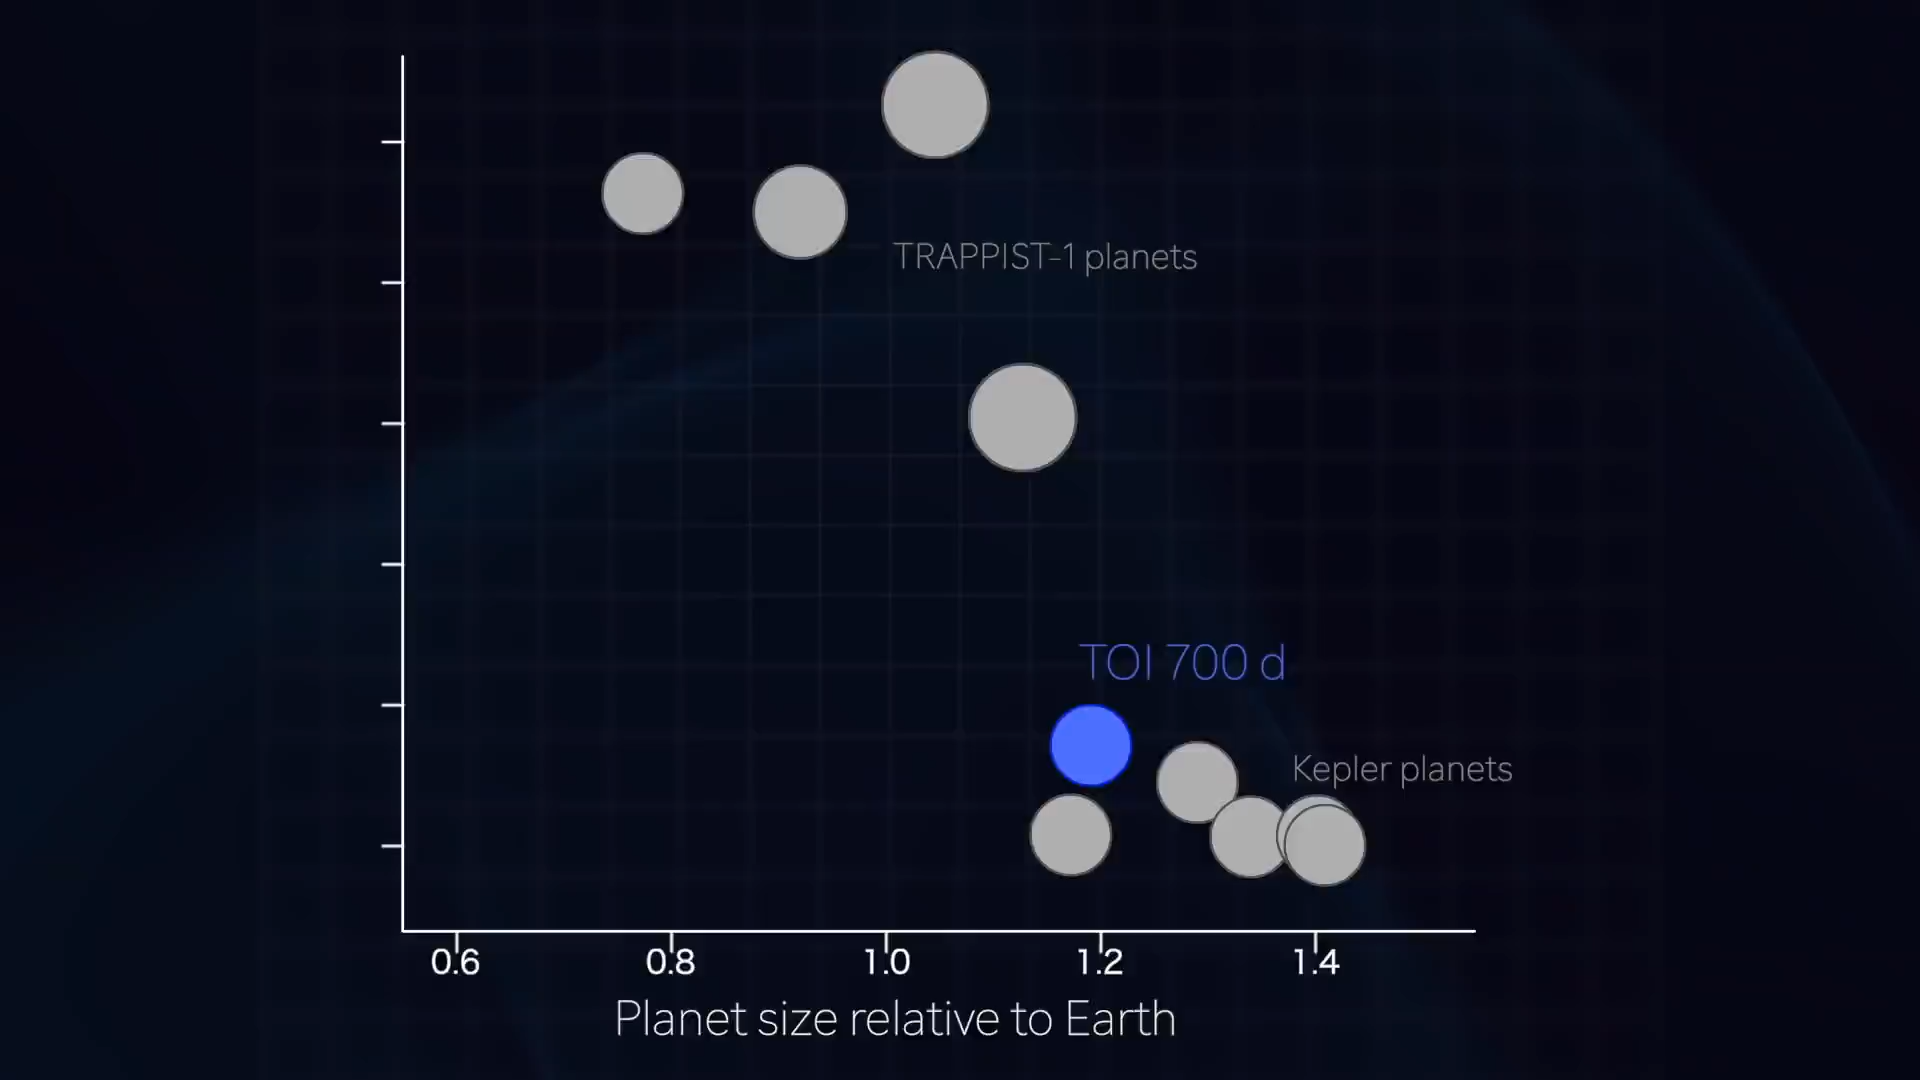 TRAPPIST-1 planets
TOI 700 d
Kepler planets
0.6 0.8 1.0 1.2 1.4
Planet size relative to Earth